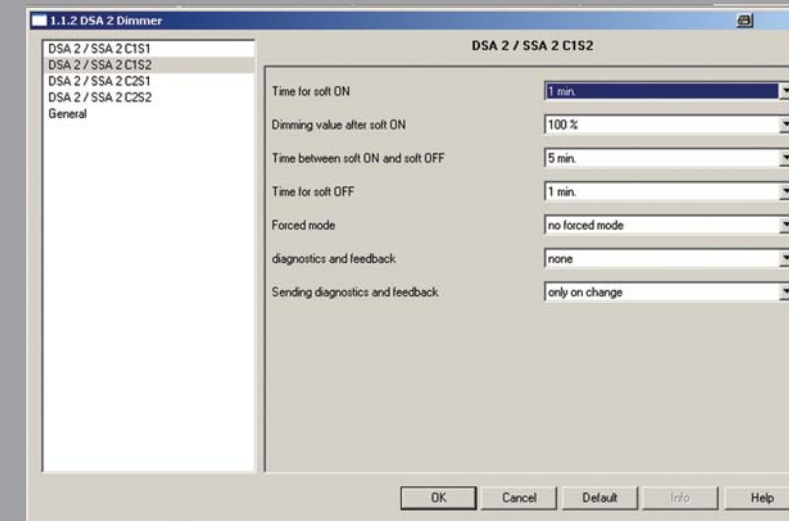 1.1.2 DSA 2 Dimmer
DSA 2 / SSA 2 C1S1
DSA 2 / SSA 2 C1S2
DSA 2 / SSA 2 C2S1
DSA 2 / SSA 2 C2S2
General
DSA 2 / SSA 2 C1S2
Time for soft ON 1 min.
Dimming value after soft ON 100 %
Time between soft ON and soft OFF 5 min.
Time for soft OFF 1 min.
Forced mode no forced mode
diagnostics and feedback none
Sending diagnostics and feedback only on change
OK Cancel Default Info Help